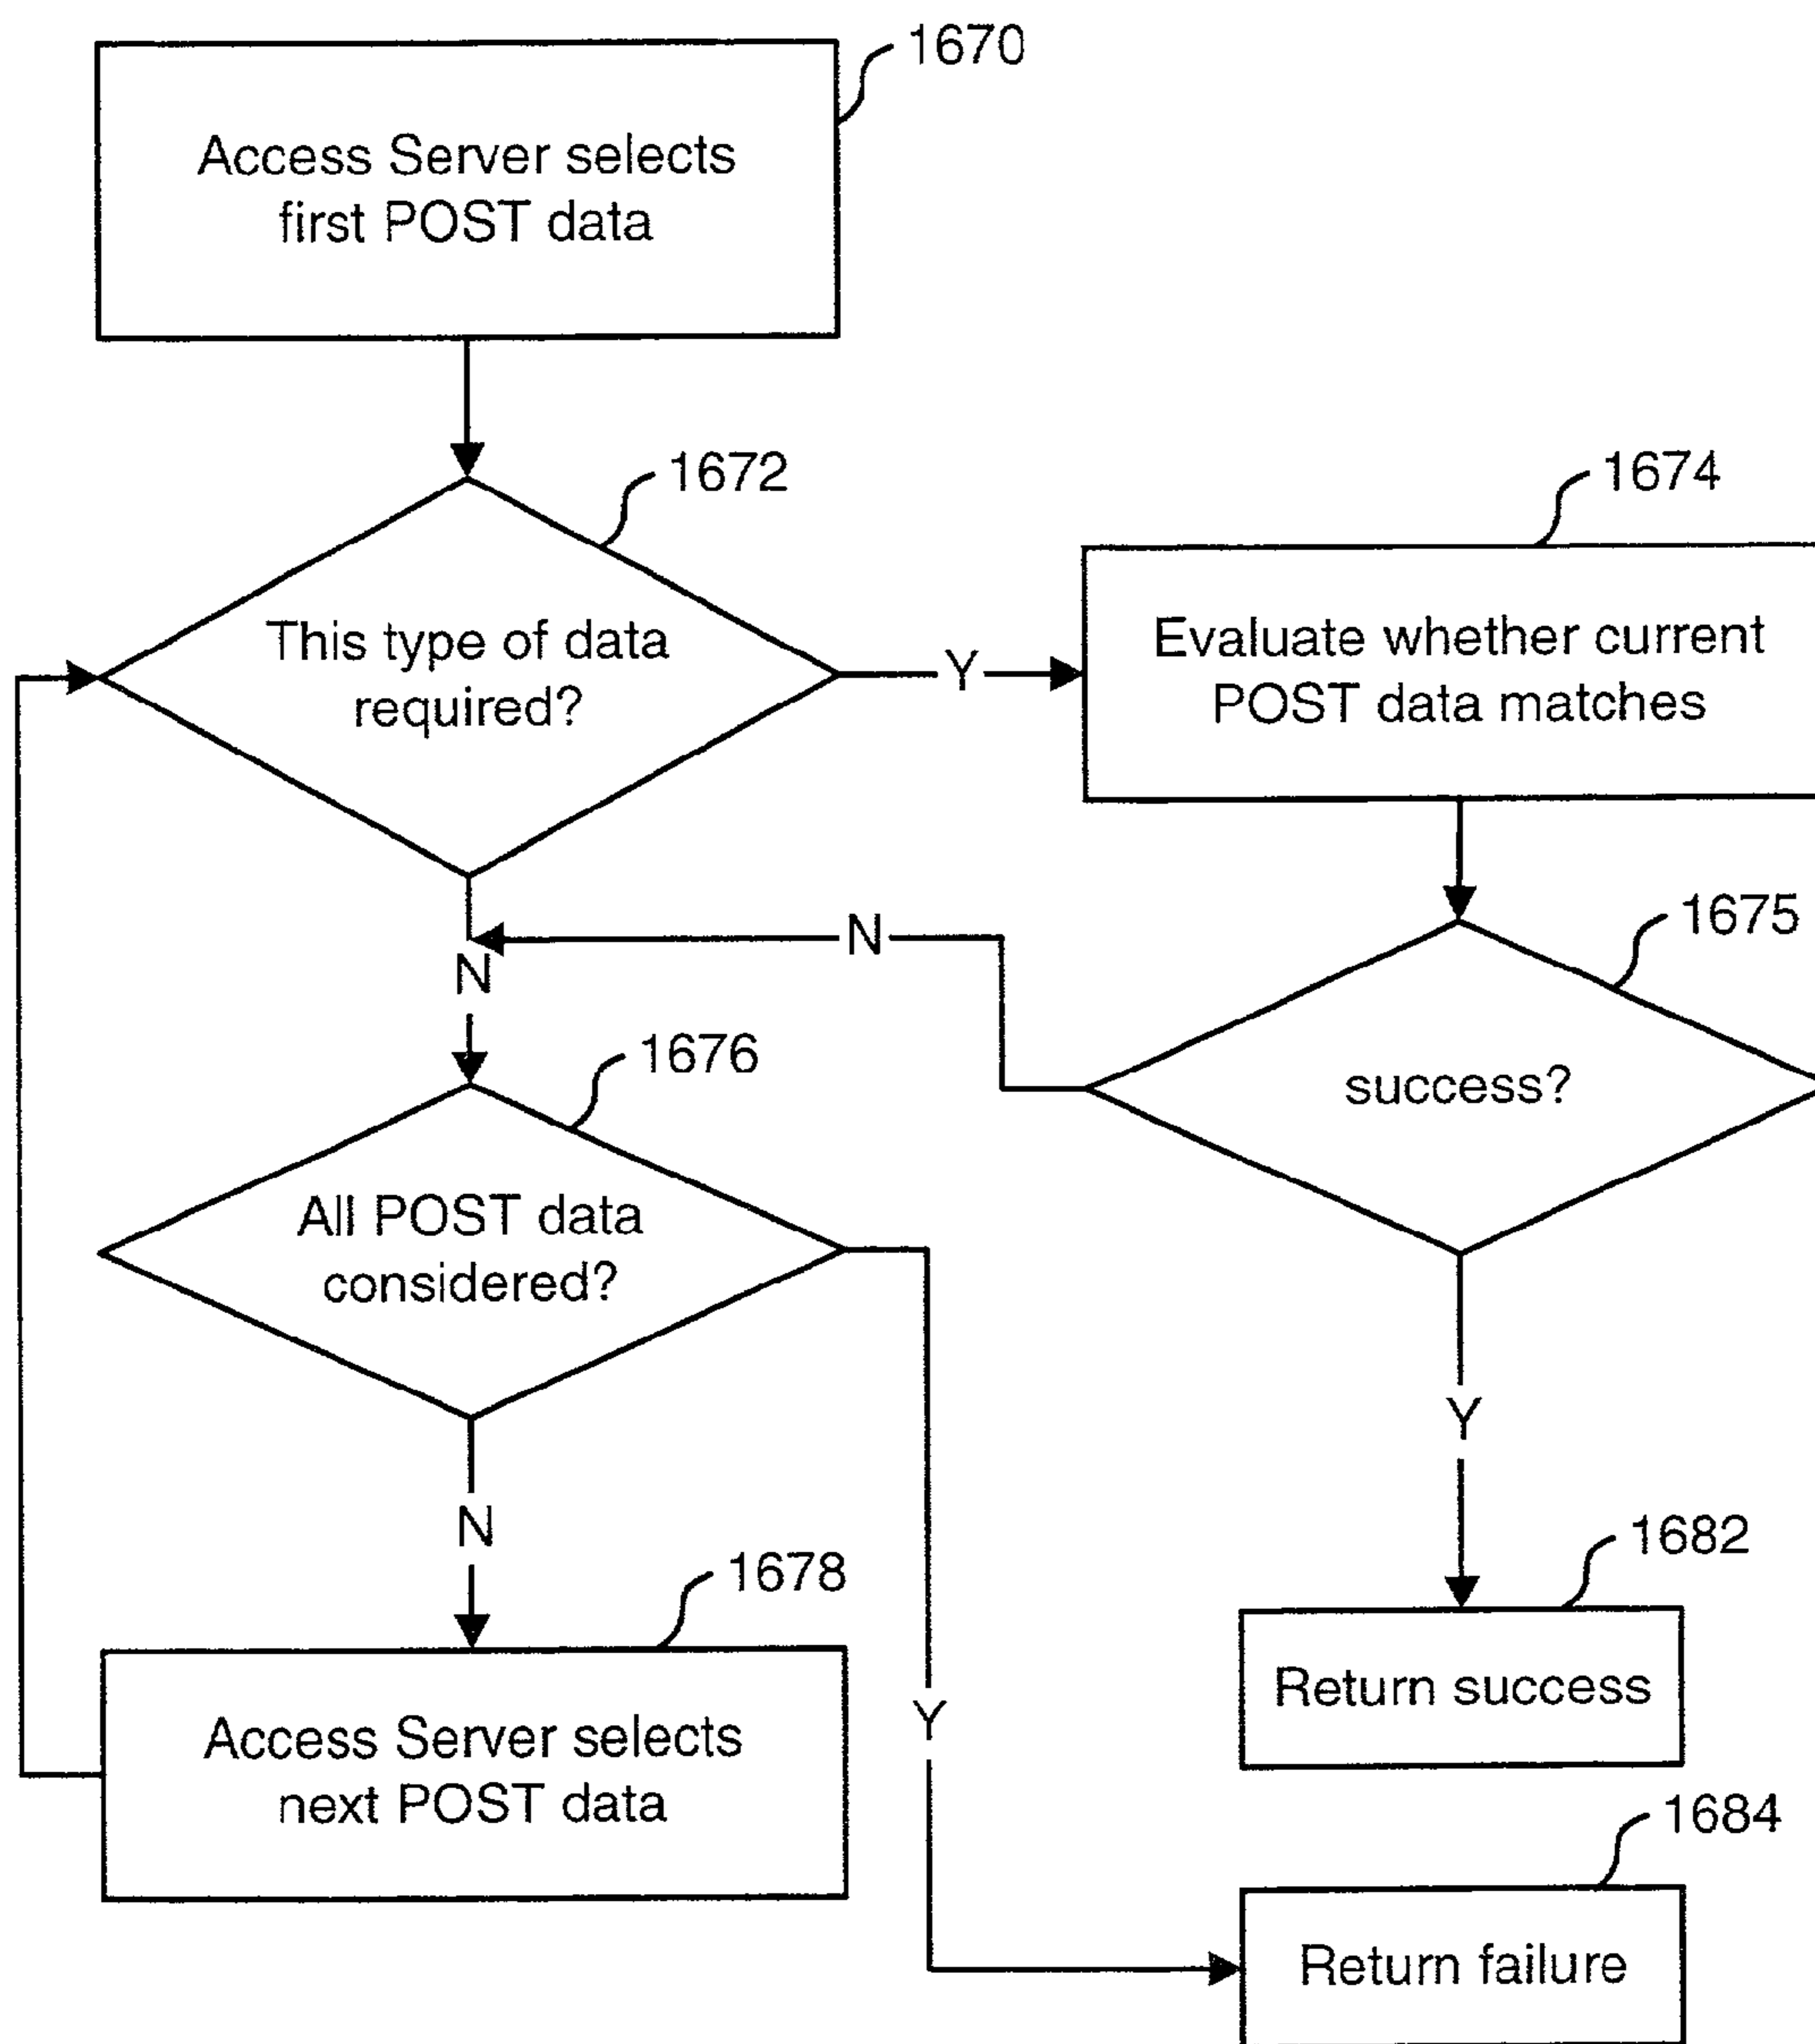 1670
Access Server selects
first POST data
1672
This type of data
required?
Y
1674
Evaluate whether current
POST data matches
N
N
1675
success?
1676
All POST data
considered?
Y
N
1678
Access Server selects
next POST data
Y
1682
Return success
1684
Return failure